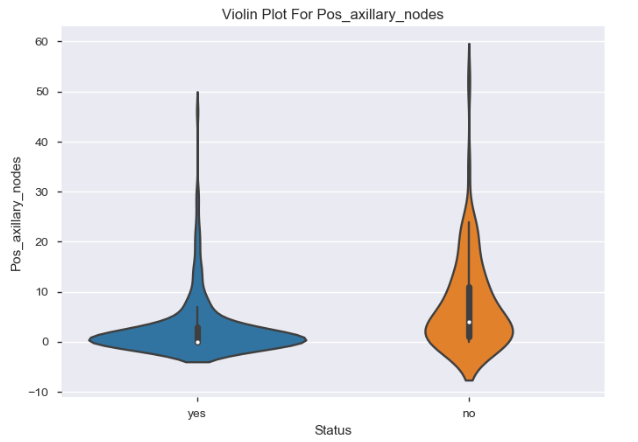 Violin Plot For Pos_axillary_nodes
60
50
40
30
20
10
0
−10
Pos_axillary_nodes
yes
no
Status